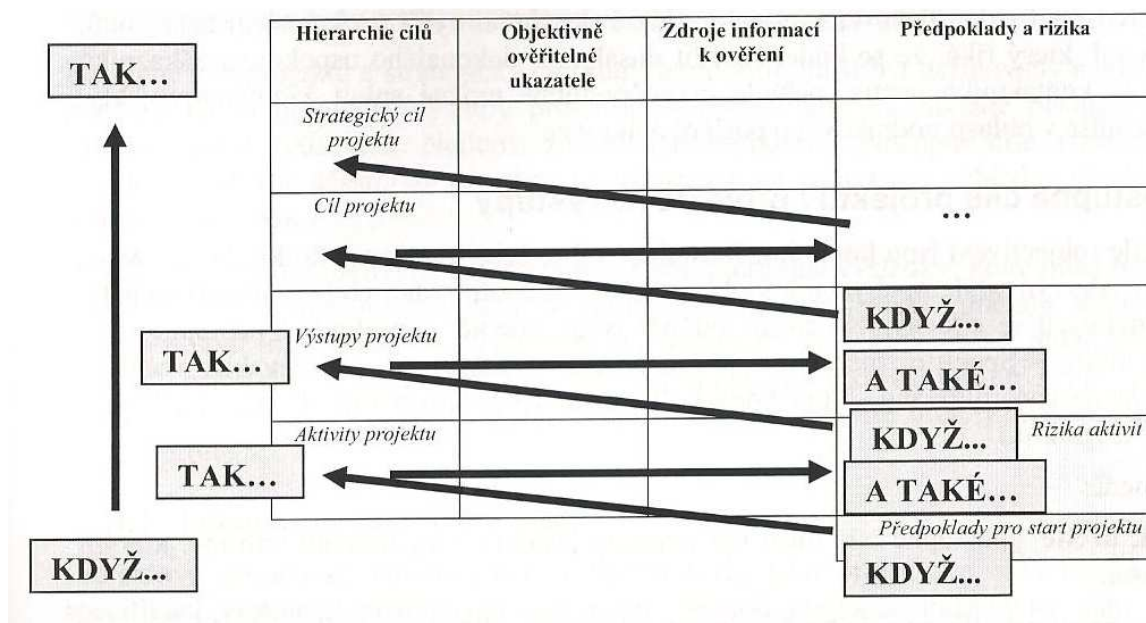 Hierarchie cílů
Objektivně
ověřitelné
ukazatele
Zdroje informací
k ověření
Předpoklady a rizika
TAK...
Strategický cíl
projektu
Cíl projektu
...
KDYŽ...
Výstupy projektu
TAK...
A TAKÉ...
Aktivity projektu
KDYŽ...
Rizika aktivit
TAK...
A TAKÉ...
Předpoklady pro start projektu
KDYŽ...
KDYŽ...